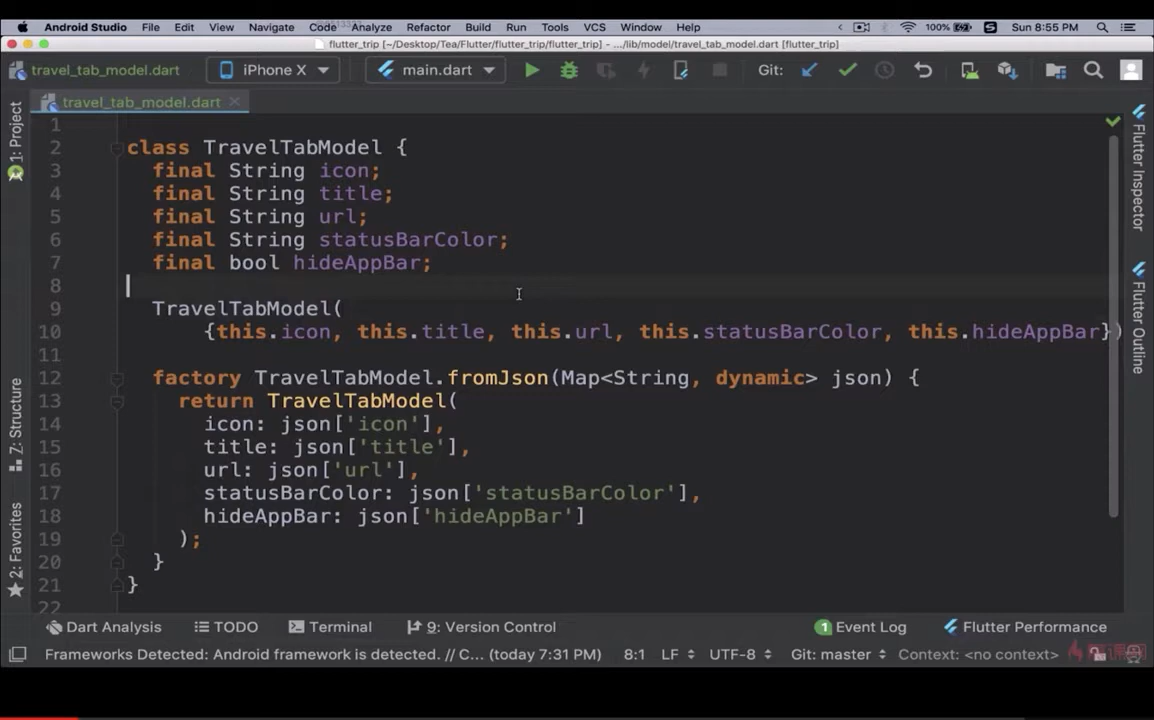 Android Studio File Edit View Navigate Code Analyze Refactor Build Run Tools VCS Window Help 100% Sun 8:55 PM
flutter_trip [~/Desktop/Tea/Flutter/flutter_trip/flutter_trip] - .../lib/model/travel_tab_model.dart [flutter_trip]
travel_tab_model.dart iPhone X main.dart Git:
travel_tab_model.dart
1: Project
Z: Structure
2: Favorites
Flutter Inspector
Flutter Outline
1
2 class TravelTabModel {
3 final String icon;
4 final String title;
5 final String url;
6 final String statusBarColor;
7 final bool hideAppBar;
8
9 TravelTabModel(
10 {this.icon, this.title, this.url, this.statusBarColor, this.hideAppBar})
11
12 factory TravelTabModel.fromJson(Map<String, dynamic> json) {
13 return TravelTabModel(
14 icon: json['icon'],
15 title: json['title'],
16 url: json['url'],
17 statusBarColor: json['statusBarColor'],
18 hideAppBar: json['hideAppBar']
19 );
20 }
21 }
22
Dart Analysis TODO Terminal 9: Version Control 1 Event Log Flutter Performance
Frameworks Detected: Android framework is detected. // C... (today 7:31 PM) 8:1 LF UTF-8 Git: master Context: <no context>